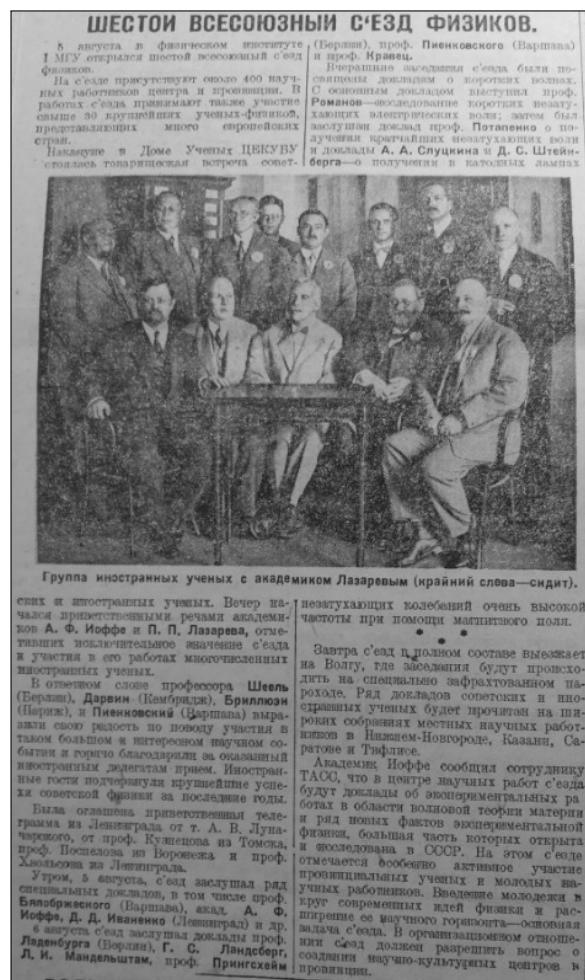 ШЕСТОЙ ВСЕСОЮЗНЫЙ С'ЕЗД ФИЗИКОВ.
5 августа в физическом институте
I МГУ открылся шестой всесоюзный с'езд
физиков.
На с'езде присутствуют около 400 науч-
ных работников центра и провинции. В
работах с'езда принимают также участие
свыше 30 крупнейших ученых-физиков,
представляющих много европейских
стран.
Накануне в Доме Ученых ЦЕКУБУ
стоялась товарищеская встреча совет-
(Берлин), проф. Пиенковского (Варшава)
и проф. Кравец.
Вчерашние заседания с'езда были по-
священы докладам о коротких волнах.
С основным докладом выступил проф.
Романов—исследование коротких незату-
хающих электрических волн; затем был
заслушан доклад проф. Потапенко о по-
лучении кратчайших незатухающих волн
и доклады А. А. Слуцкина и Д. С. Штейн-
берга—о получении в катодных лампах
Группа иностранных ученых с академиком Лазаревым (крайний слева—сидит).
ских и иностранных ученых. Вечер на-
чался приветственными речами академи-
ков А. Ф. Иоффе и П. П. Лазарева, отме-
тивших исключительное значение с'езда
и участия в его работах многочисленных
иностранных ученых.
В ответном слове профессора Шеель
(Берлин), Дарвин (Кембридж), Бриллюэн
(Париж), и Пиенковский (Варшава) выра-
зили свою радость по поводу участия в
таком большом и интересном научном со-
бытии и горячо благодарили за оказанный
иностранным делегатам прием. Иностран-
ные гости подчеркнули крупнейшие успе-
хи советской физики за последние годы.
Была оглашена приветственная теле-
грамма из Ленинграда от т. А. В. Луна-
чарского, от проф. Кузнецова из Томска,
проф. Поспелова из Воронежа и проф.
Хвольсона из Ленинграда.
Утром, 5 августа, с'езд заслушал ряд
специальных докладов, в том числе проф.
Бялобржеского (Варшава), акад. А. Ф.
Иоффе, Д. Д. Иваненко (Ленинград) и др.
6 августа с'езд заслушал доклады проф.
Ладенбурга (Берлин), Г. С. Ландсберг,
Л. И. Мандельштам, проф. Прингсхейм
незатухающих колебаний очень высокой
частоты при помощи магнитного поля.
* * *
Завтра с'езд в полном составе выезжает
на Волгу, где заседания будут происхо-
дить на специально зафрахтованном па-
роходе. Ряд докладов советских и ино-
странных ученых будет прочитан на ши-
роких собраниях местных научных работ-
ников в Нижнем-Новгороде, Казани, Са-
ратове и Тифлисе.
Академик Иоффе сообщил сотруднику
ТАСС, что в центре научных работ с'езда
будут доклады об экспериментальных ра
ботах в области волновой теории материи
и ряд новых фактов экспериментальной
физики, большая часть которых открыта
и исследована в СССР. На этом с'езде
отмечается особенно активное участие
провинциальных ученых и молодых на-
учных работников. Введение молодежи в
круг современных идей физики и рас-
ширение ее научного горизонта—основная
задача с'езда. В организационном отноше-
нии с'езд должен разрешить вопрос о
создании научно-культурных центров в
провинции.